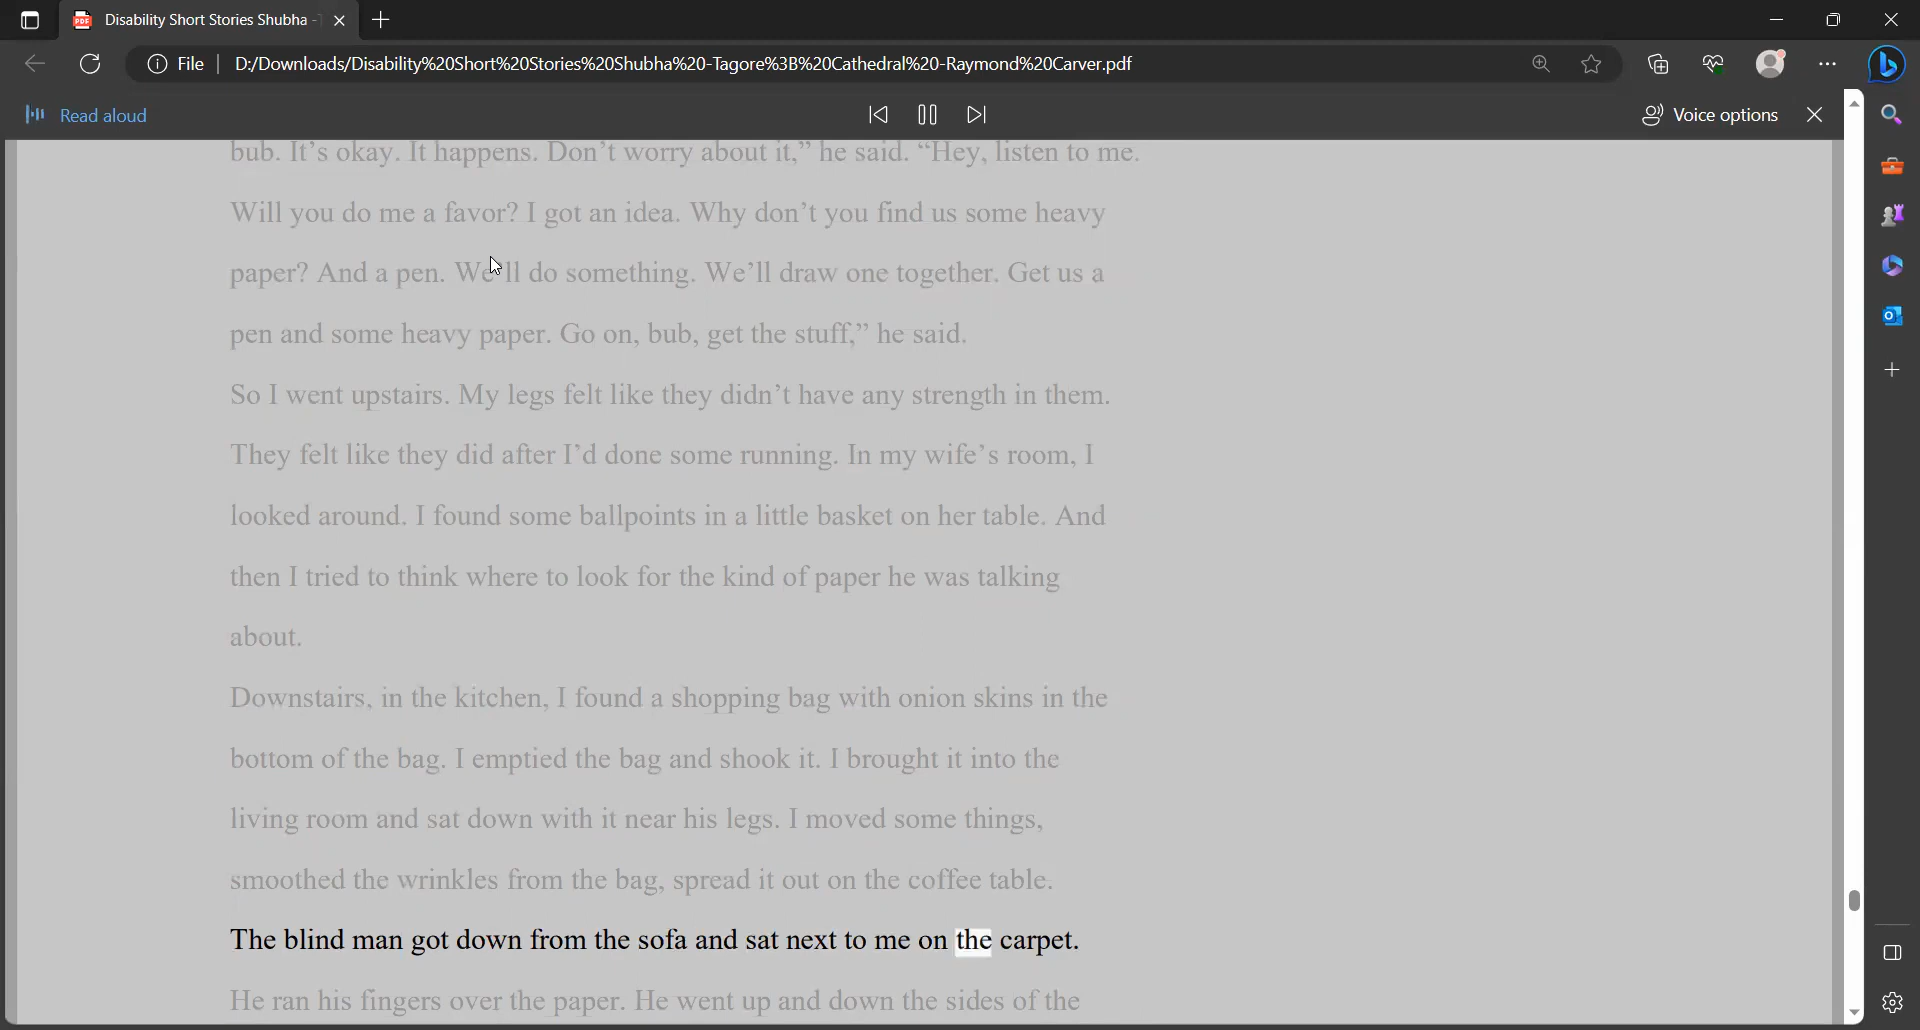 Disability Short Stories Shubha -
File
D:/Downloads/Disability%20Short%20Stories%20Shubha%20-Tagore%3B%20Cathedral%20-Raymond%20Carver.pdf
Read aloud
Voice options
bub. It’s okay. It happens. Don’t worry about it,” he said. “Hey, listen to me.
Will you do me a favor? I got an idea. Why don’t you find us some heavy
paper? And a pen. We’ll do something. We’ll draw one together. Get us a
pen and some heavy paper. Go on, bub, get the stuff,” he said.
So I went upstairs. My legs felt like they didn’t have any strength in them.
They felt like they did after I’d done some running. In my wife’s room, I
looked around. I found some ballpoints in a little basket on her table. And
then I tried to think where to look for the kind of paper he was talking
about.
Downstairs, in the kitchen, I found a shopping bag with onion skins in the
bottom of the bag. I emptied the bag and shook it. I brought it into the
living room and sat down with it near his legs. I moved some things,
smoothed the wrinkles from the bag, spread it out on the coffee table.
The blind man got down from the sofa and sat next to me on the carpet.
He ran his fingers over the paper. He went up and down the sides of the